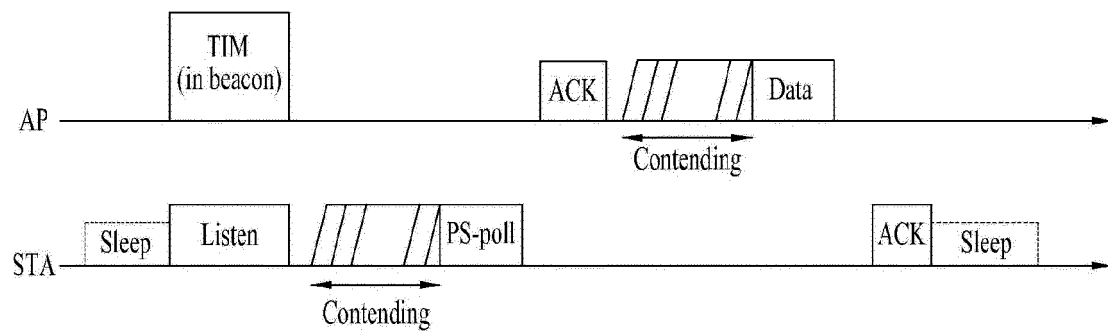 TIM
(in beacon)
ACK
Data
AP
Contending
Sleep
Listen
PS-poll
ACK
Sleep
STA
Contending